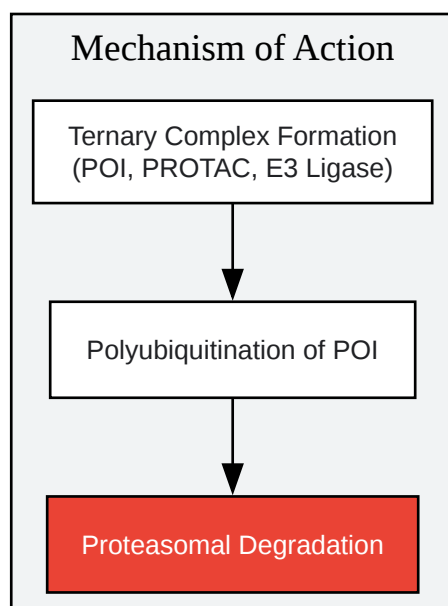 Mechanism of Action
Ternary Complex Formation
(POI, PROTAC, E3 Ligase)
Polyubiquitination of POI
Proteasomal Degradation